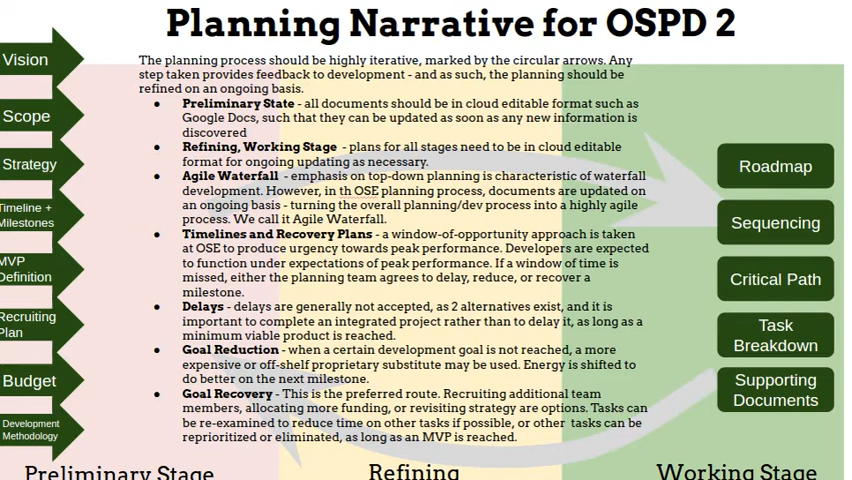 Planning Narrative for OSPD 2
Vision
Scope
Strategy
Timeline +
Milestones
MVP
Definition
Recruiting
Plan
Budget
Development
Methodology
The planning process should be highly iterative, marked by the circular arrows. Any
step taken provides feedback to development - and as such, the planning should be
refined on an ongoing basis.
● Preliminary State - all documents should be in cloud editable format such as
Google Docs, such that they can be updated as soon as any new information is
discovered
● Refining, Working Stage - plans for all stages need to be in cloud editable
format for ongoing updating as necessary.
● Agile Waterfall - emphasis on top-down planning is characteristic of waterfall
development. However, in th OSE planning process, documents are updated on
an ongoing basis - turning the overall planning/dev process into a highly agile
process. We call it Agile Waterfall.
● Timelines and Recovery Plans - a window-of-opportunity approach is taken
at OSE to produce urgency towards peak performance. Developers are expected
to function under expectations of peak performance. If a window of time is
missed, either the planning team agrees to delay, reduce, or recover a
milestone.
● Delays - delays are generally not accepted, as 2 alternatives exist, and it is
important to complete an integrated project rather than to delay it, as long as a
minimum viable product is reached.
● Goal Reduction - when a certain development goal is not reached, a more
expensive or off-shelf proprietary substitute may be used. Energy is shifted to
do better on the next milestone.
● Goal Recovery - This is the preferred route. Recruiting additional team
members, allocating more funding, or revisiting strategy are options. Tasks can
be re-examined to reduce time on other tasks if possible, or other tasks can be
reprioritized or eliminated, as long as an MVP is reached.
Roadmap
Sequencing
Critical Path
Task
Breakdown
Supporting
Documents
Preliminary Stage
Refining
Working Stage